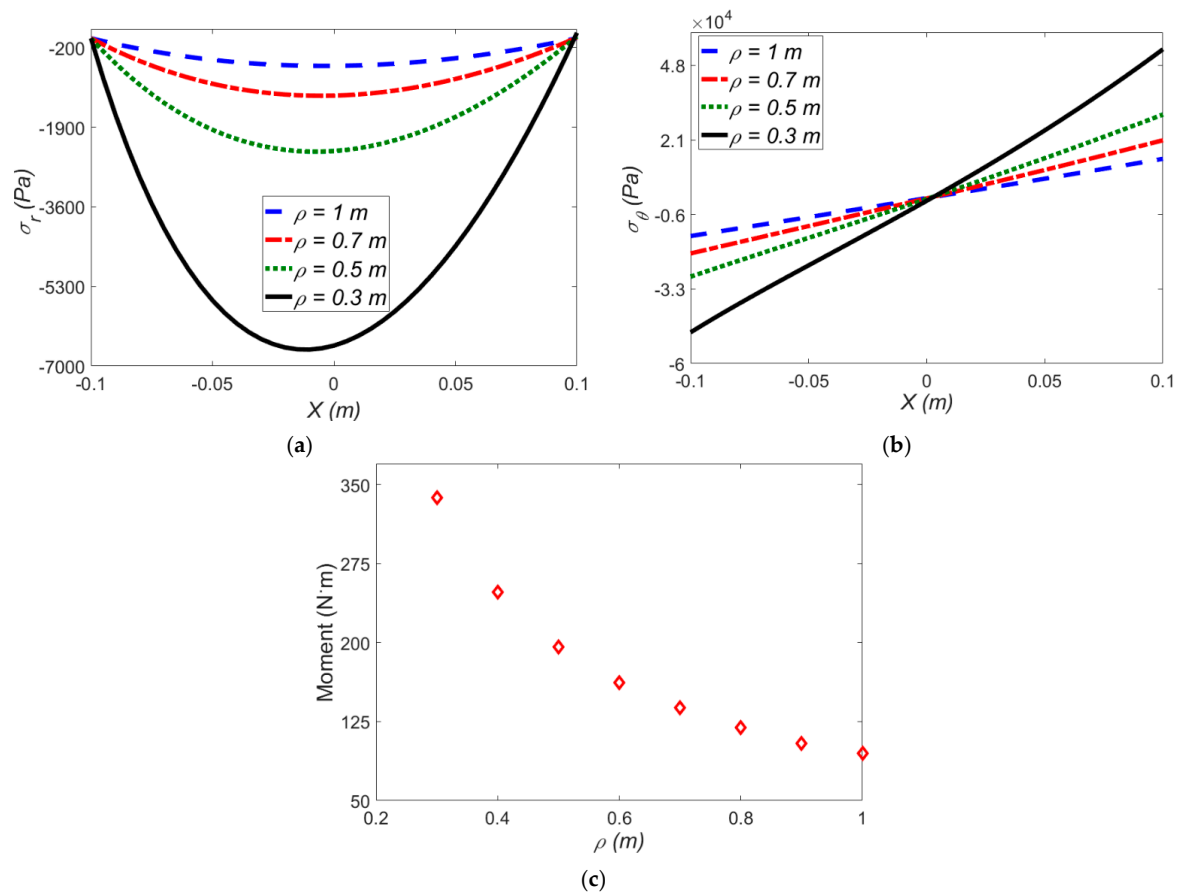 -200
-1900
-3600
-5300
-7000
σr (Pa)
ρ = 1 m
ρ = 0.7 m
ρ = 0.5 m
ρ = 0.3 m
-0.1 -0.05 0 0.05 0.1
X (m)
(a)
×10^4
4.8
2.1
-0.6
-3.3
-6
σθ (Pa)
ρ = 1 m
ρ = 0.7 m
ρ = 0.5 m
ρ = 0.3 m
-0.1 -0.05 0 0.05 0.1
X (m)
(b)
350
275
200
125
50
Moment (N·m)
0.2 0.4 0.6 0.8 1
ρ (m)
(c)